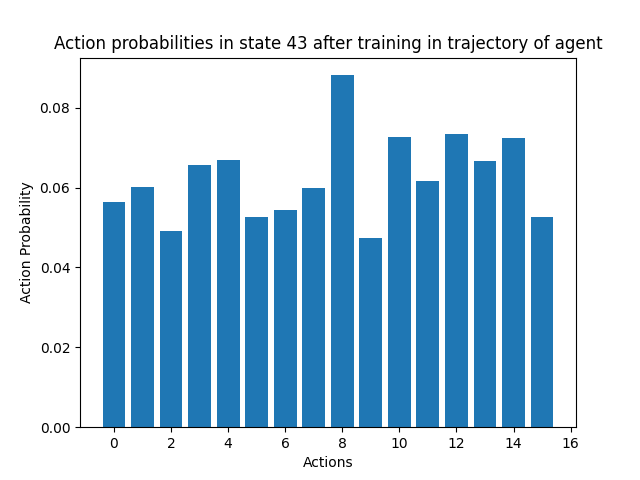 Action probabilities in state 43 after training in trajectory of agent
0.08
0.06
0.04
0.02
0.00
Action Probability
0 2 4 6 8 10 12 14 16
Actions